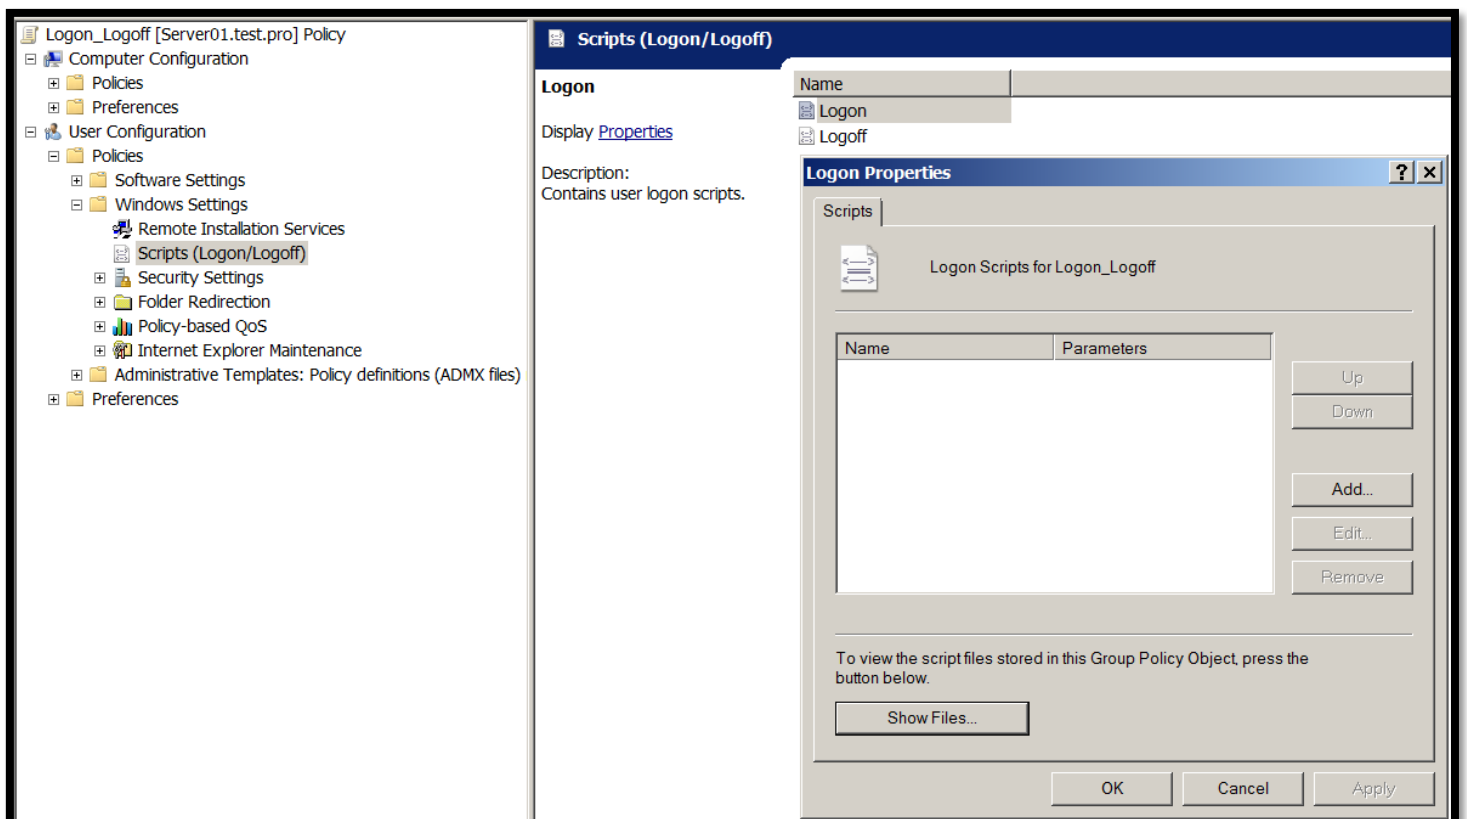 Logon_Logoff [Server01.test.pro] Policy
Computer Configuration
Policies
Preferences
User Configuration
Policies
Software Settings
Windows Settings
Remote Installation Services
Scripts (Logon/Logoff)
Security Settings
Folder Redirection
Policy-based QoS
Internet Explorer Maintenance
Administrative Templates: Policy definitions (ADMX files)
Preferences
Scripts (Logon/Logoff)
Logon
Display Properties
Description:
Contains user logon scripts.
Name
Logon
Logoff
Logon Properties
Scripts
Logon Scripts for Logon_Logoff
Name Parameters
Up
Down
Add...
Edit...
Remove
To view the script files stored in this Group Policy Object, press the
button below.
Show Files...
OK Cancel Apply